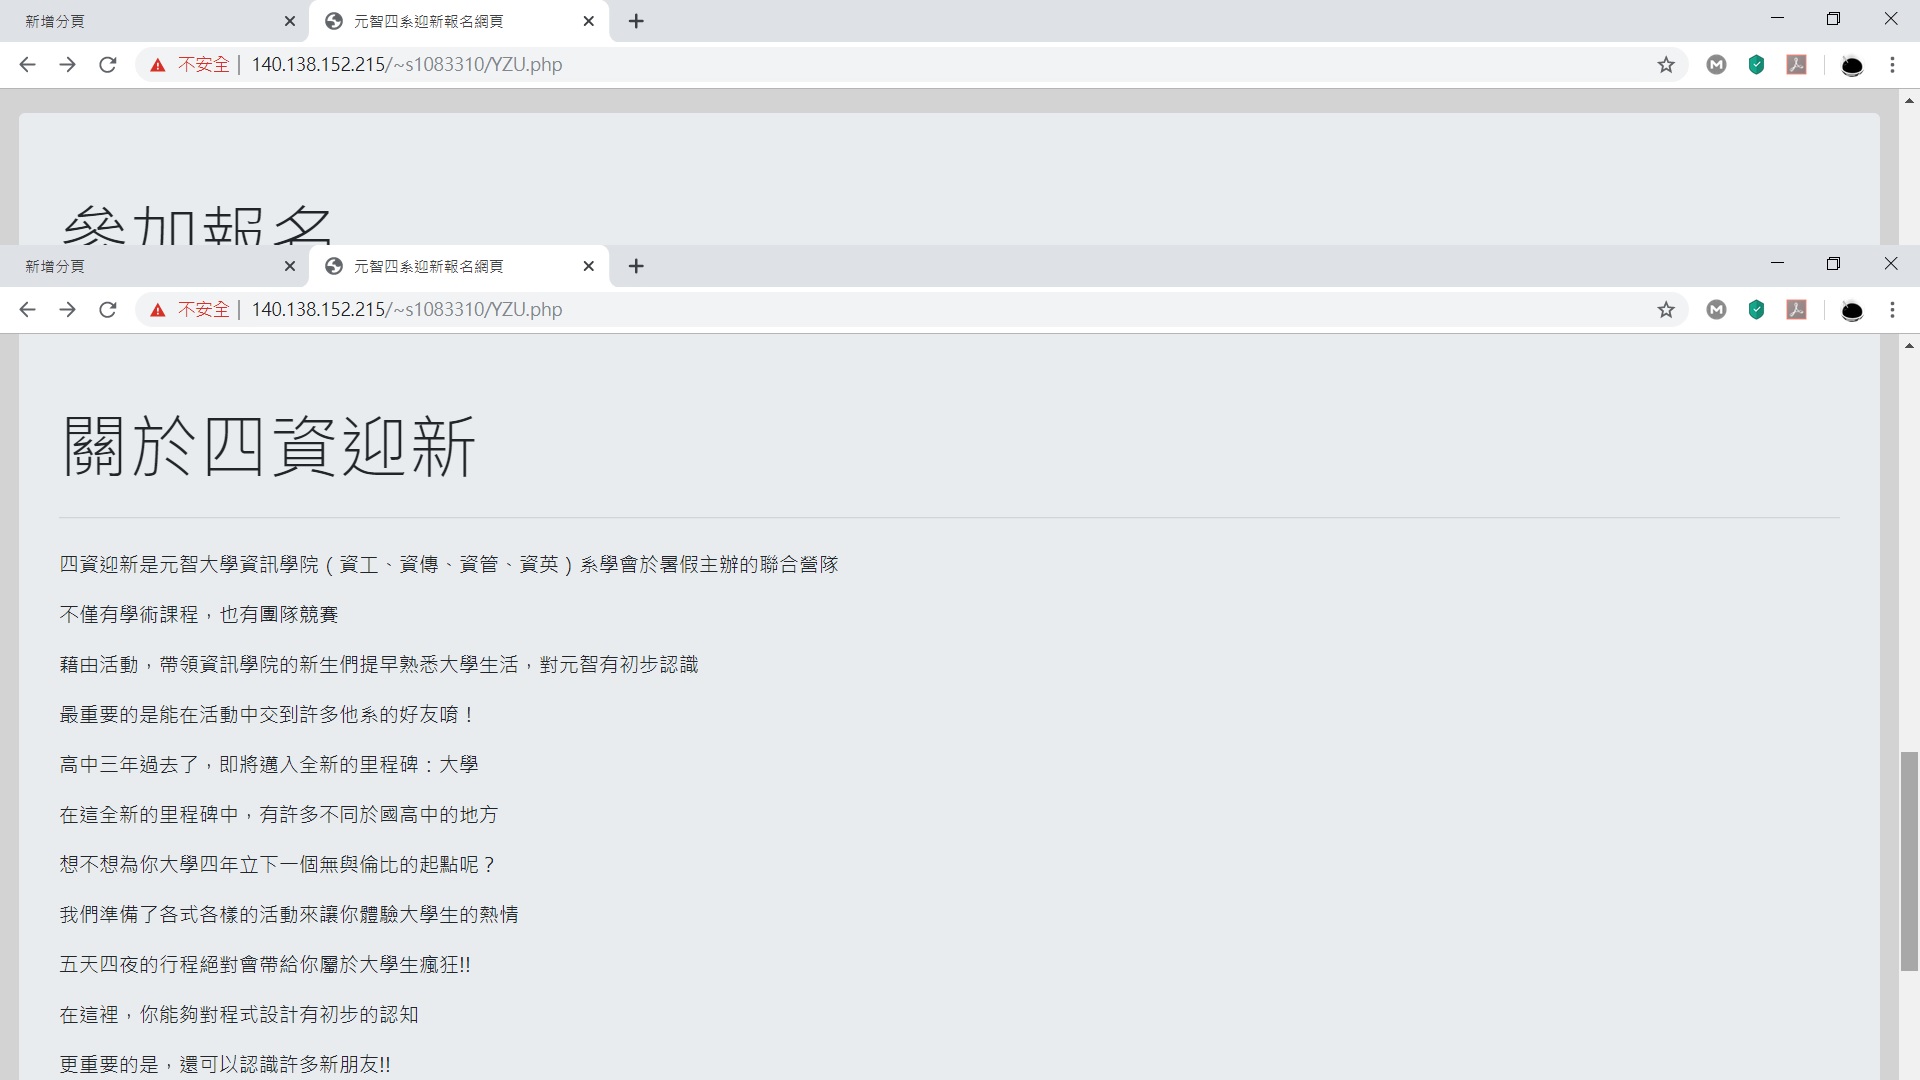 新增分頁
元智四系迎新報名網頁
不安全 | 140.138.152.215/~s1083310/YZU.php
參加報名
新增分頁
元智四系迎新報名網頁
不安全 | 140.138.152.215/~s1083310/YZU.php
關於四資迎新
四資迎新是元智大學資訊學院(資工、資傳、資管、資英)系學會於暑假主辦的聯合營隊
不僅有學術課程,也有團隊競賽
藉由活動,帶領資訊學院的新生們提早熟悉大學生活,對元智有初步認識
最重要的是能在活動中交到許多他系的好友唷!
高中三年過去了,即將邁入全新的里程碑:大學
在這全新的里程碑中,有許多不同於國高中的地方
想不想為你大學四年立下一個無與倫比的起點呢?
我們準備了各式各樣的活動來讓你體驗大學生的熱情
五天四夜的行程絕對會帶給你屬於大學生瘋狂!!
在這裡,你能夠對程式設計有初步的認知
更重要的是,還可以認識許多新朋友!!